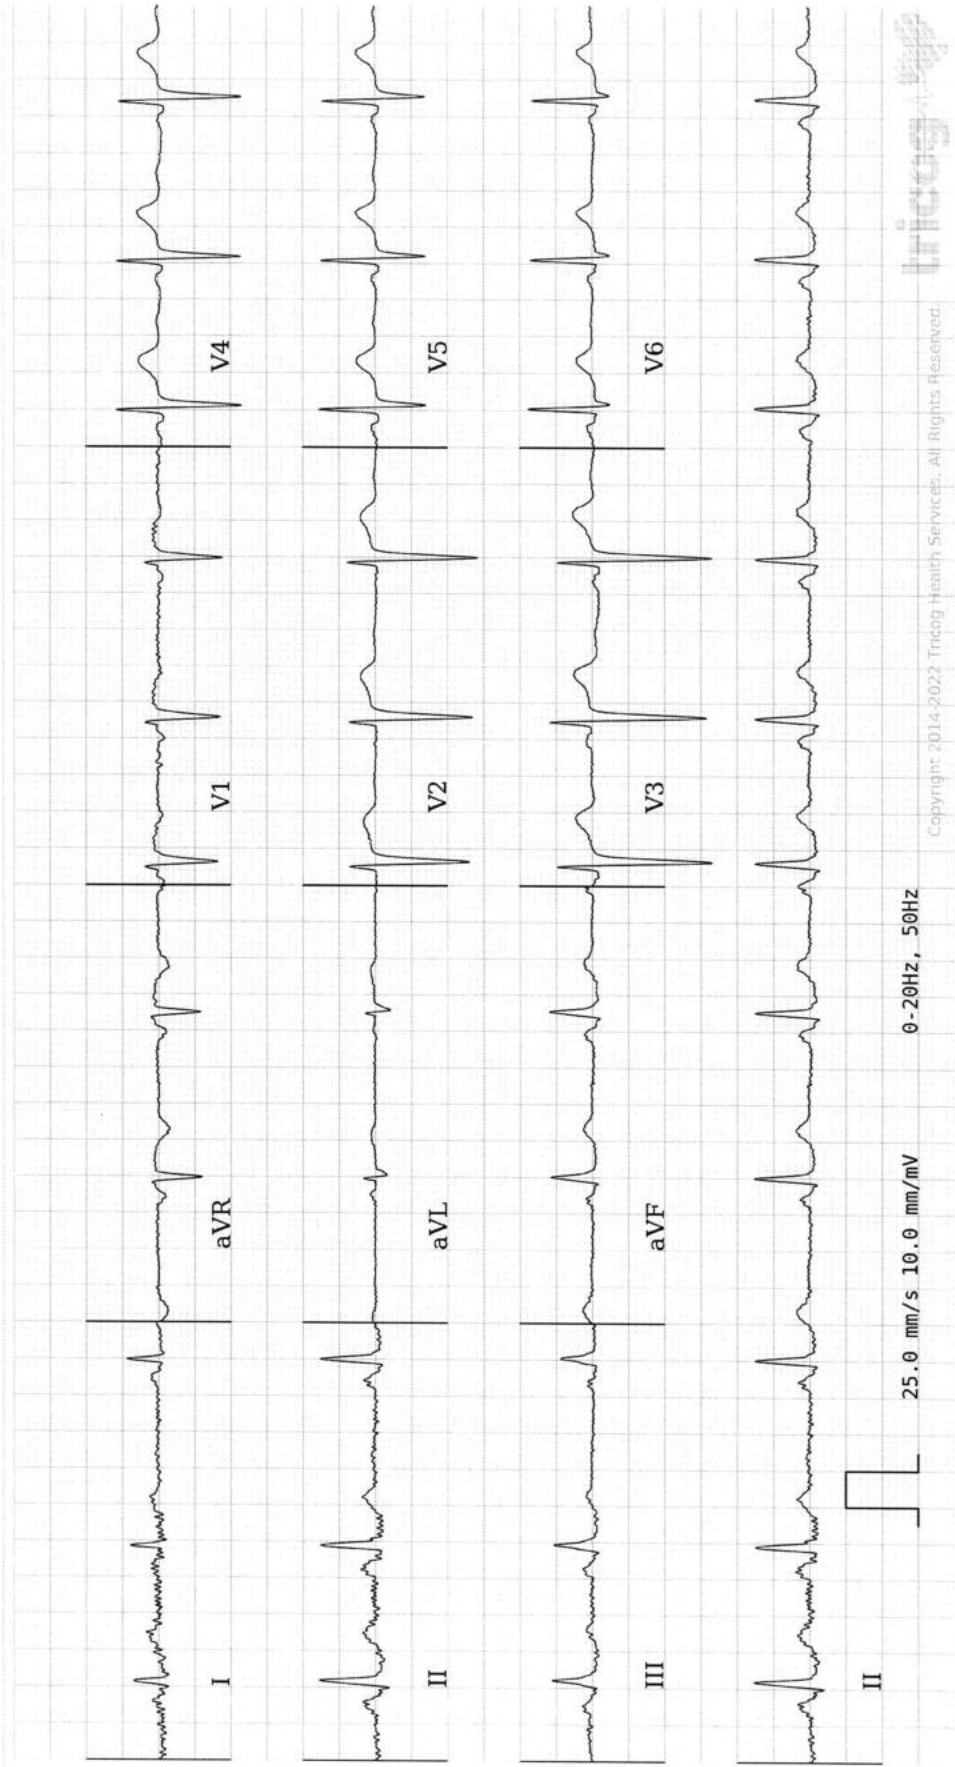 I
aVR
V1
V4
II
aVL
V2
V5
III
aVF
V3
V6
II
25.0 mm/s 10.0 mm/mV
0-20Hz, 50Hz
Copyright 2014-2022 Tricog Health Services. All Rights Reserved.
tricog